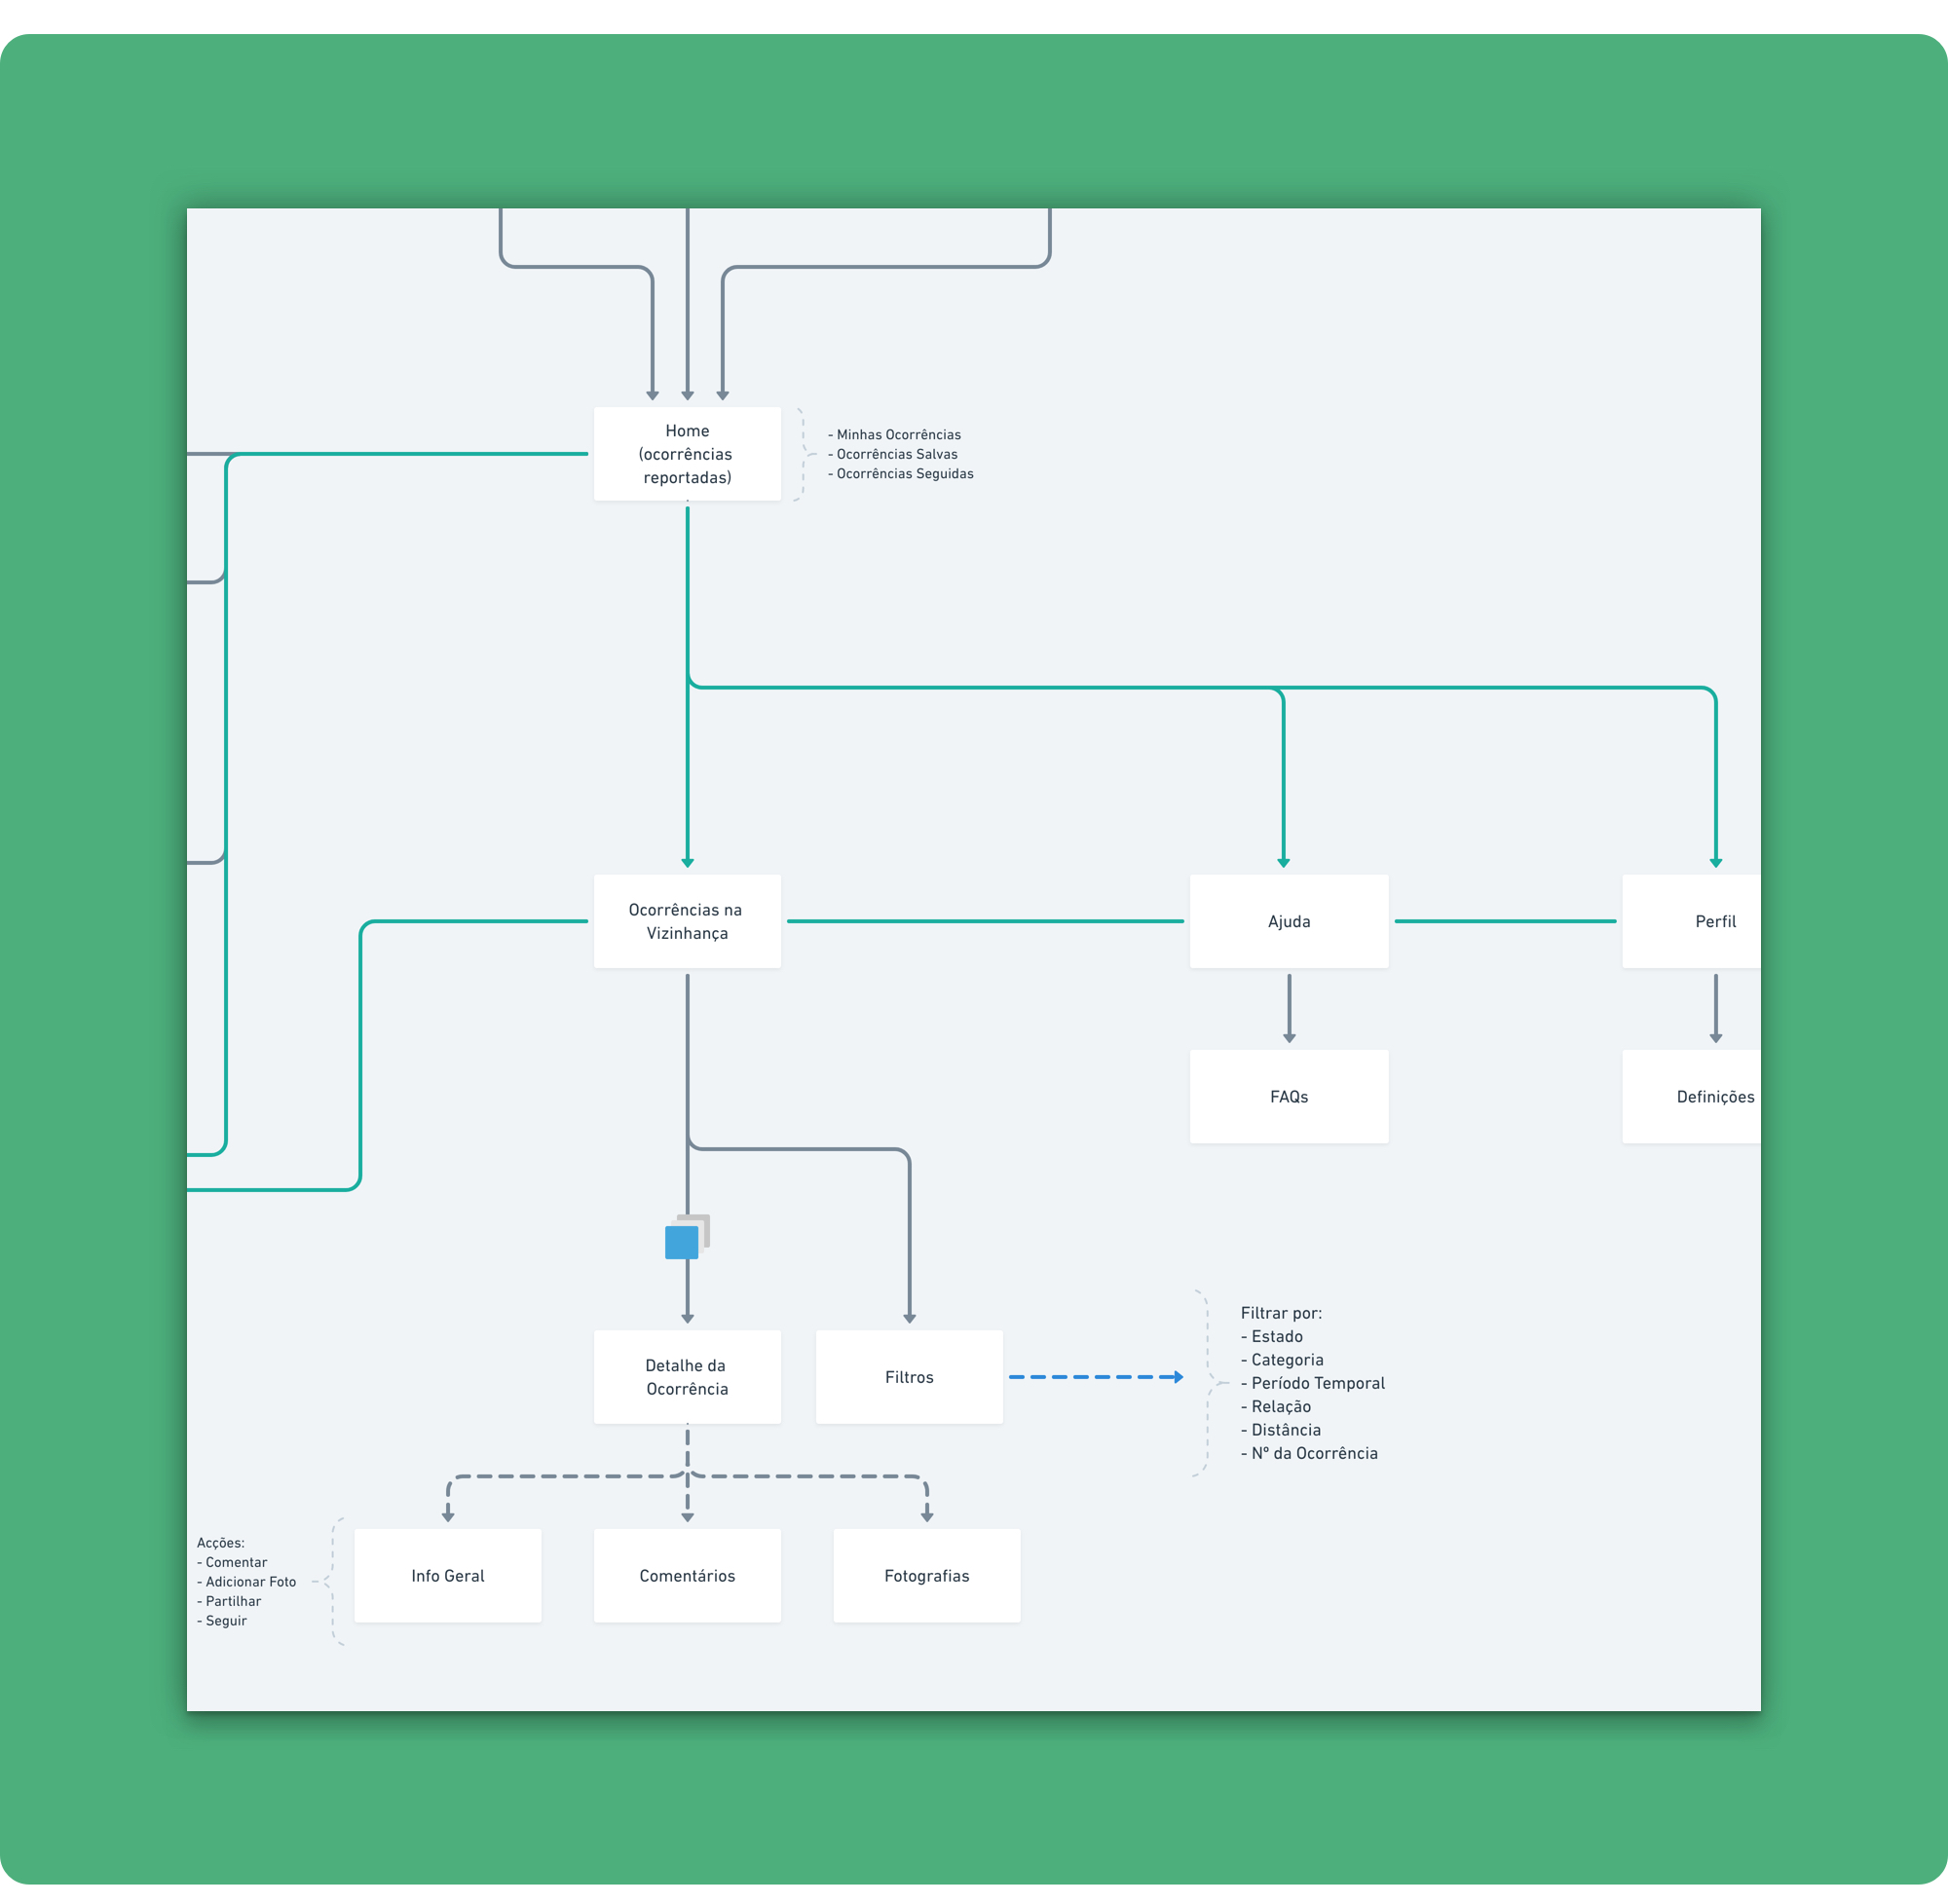 Home
(ocorrências
reportadas)
- Minhas Ocorrências
- Ocorrências Salvas
- Ocorrências Seguidas
Ocorrências na
Vizinhança
Ajuda
Perfil
FAQs
Definições
Detalhe da
Ocorrência
Filtros
Filtrar por:
- Estado
- Categoria
- Período Temporal
- Relação
- Distância
- Nº da Ocorrência
Acções:
- Comentar
- Adicionar Foto
- Partilhar
- Seguir
Info Geral
Comentários
Fotografias